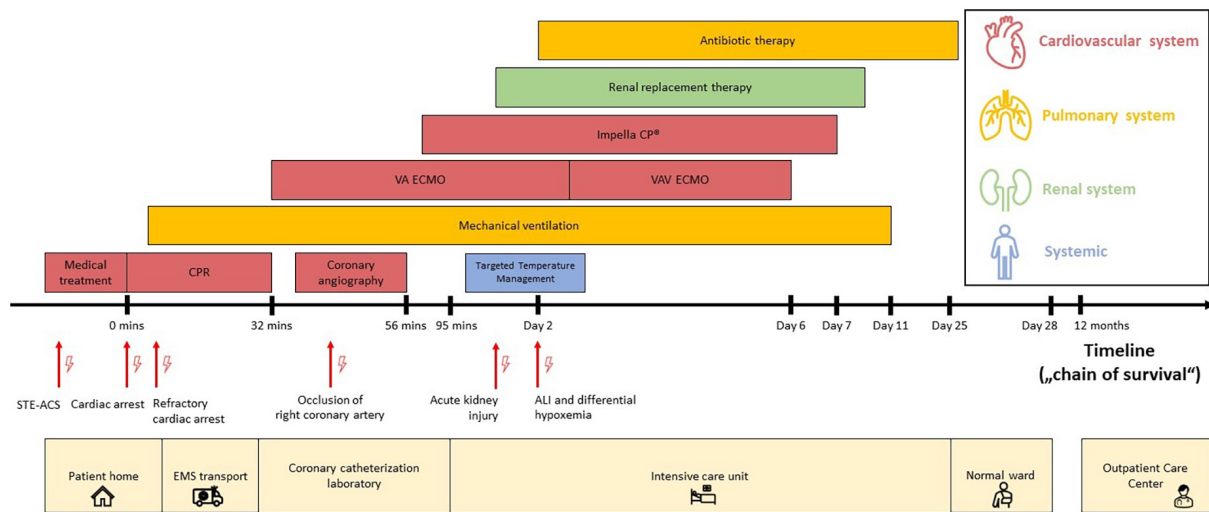 Antibiotic therapy
Renal replacement therapy
Impella CP®
VA ECMO
VAV ECMO
Mechanical ventilation
Medical
treatment
CPR
Coronary
angiography
Targeted Temperature
Management
Cardiovascular system
Pulmonary system
Renal system
Systemic
0 mins
32 mins
56 mins
95 mins
Day 2
Day 6
Day 7
Day 11
Day 25
Day 28
12 months
Timeline
(„chain of survival“)
STE-ACS
Cardiac arrest
Refractory
cardiac arrest
Occlusion of
right coronary artery
Acute kidney
injury
ALI and differential
hypoxemia
Patient home
EMS transport
Coronary catheterization
laboratory
Intensive care unit
Normal ward
Outpatient Care
Center